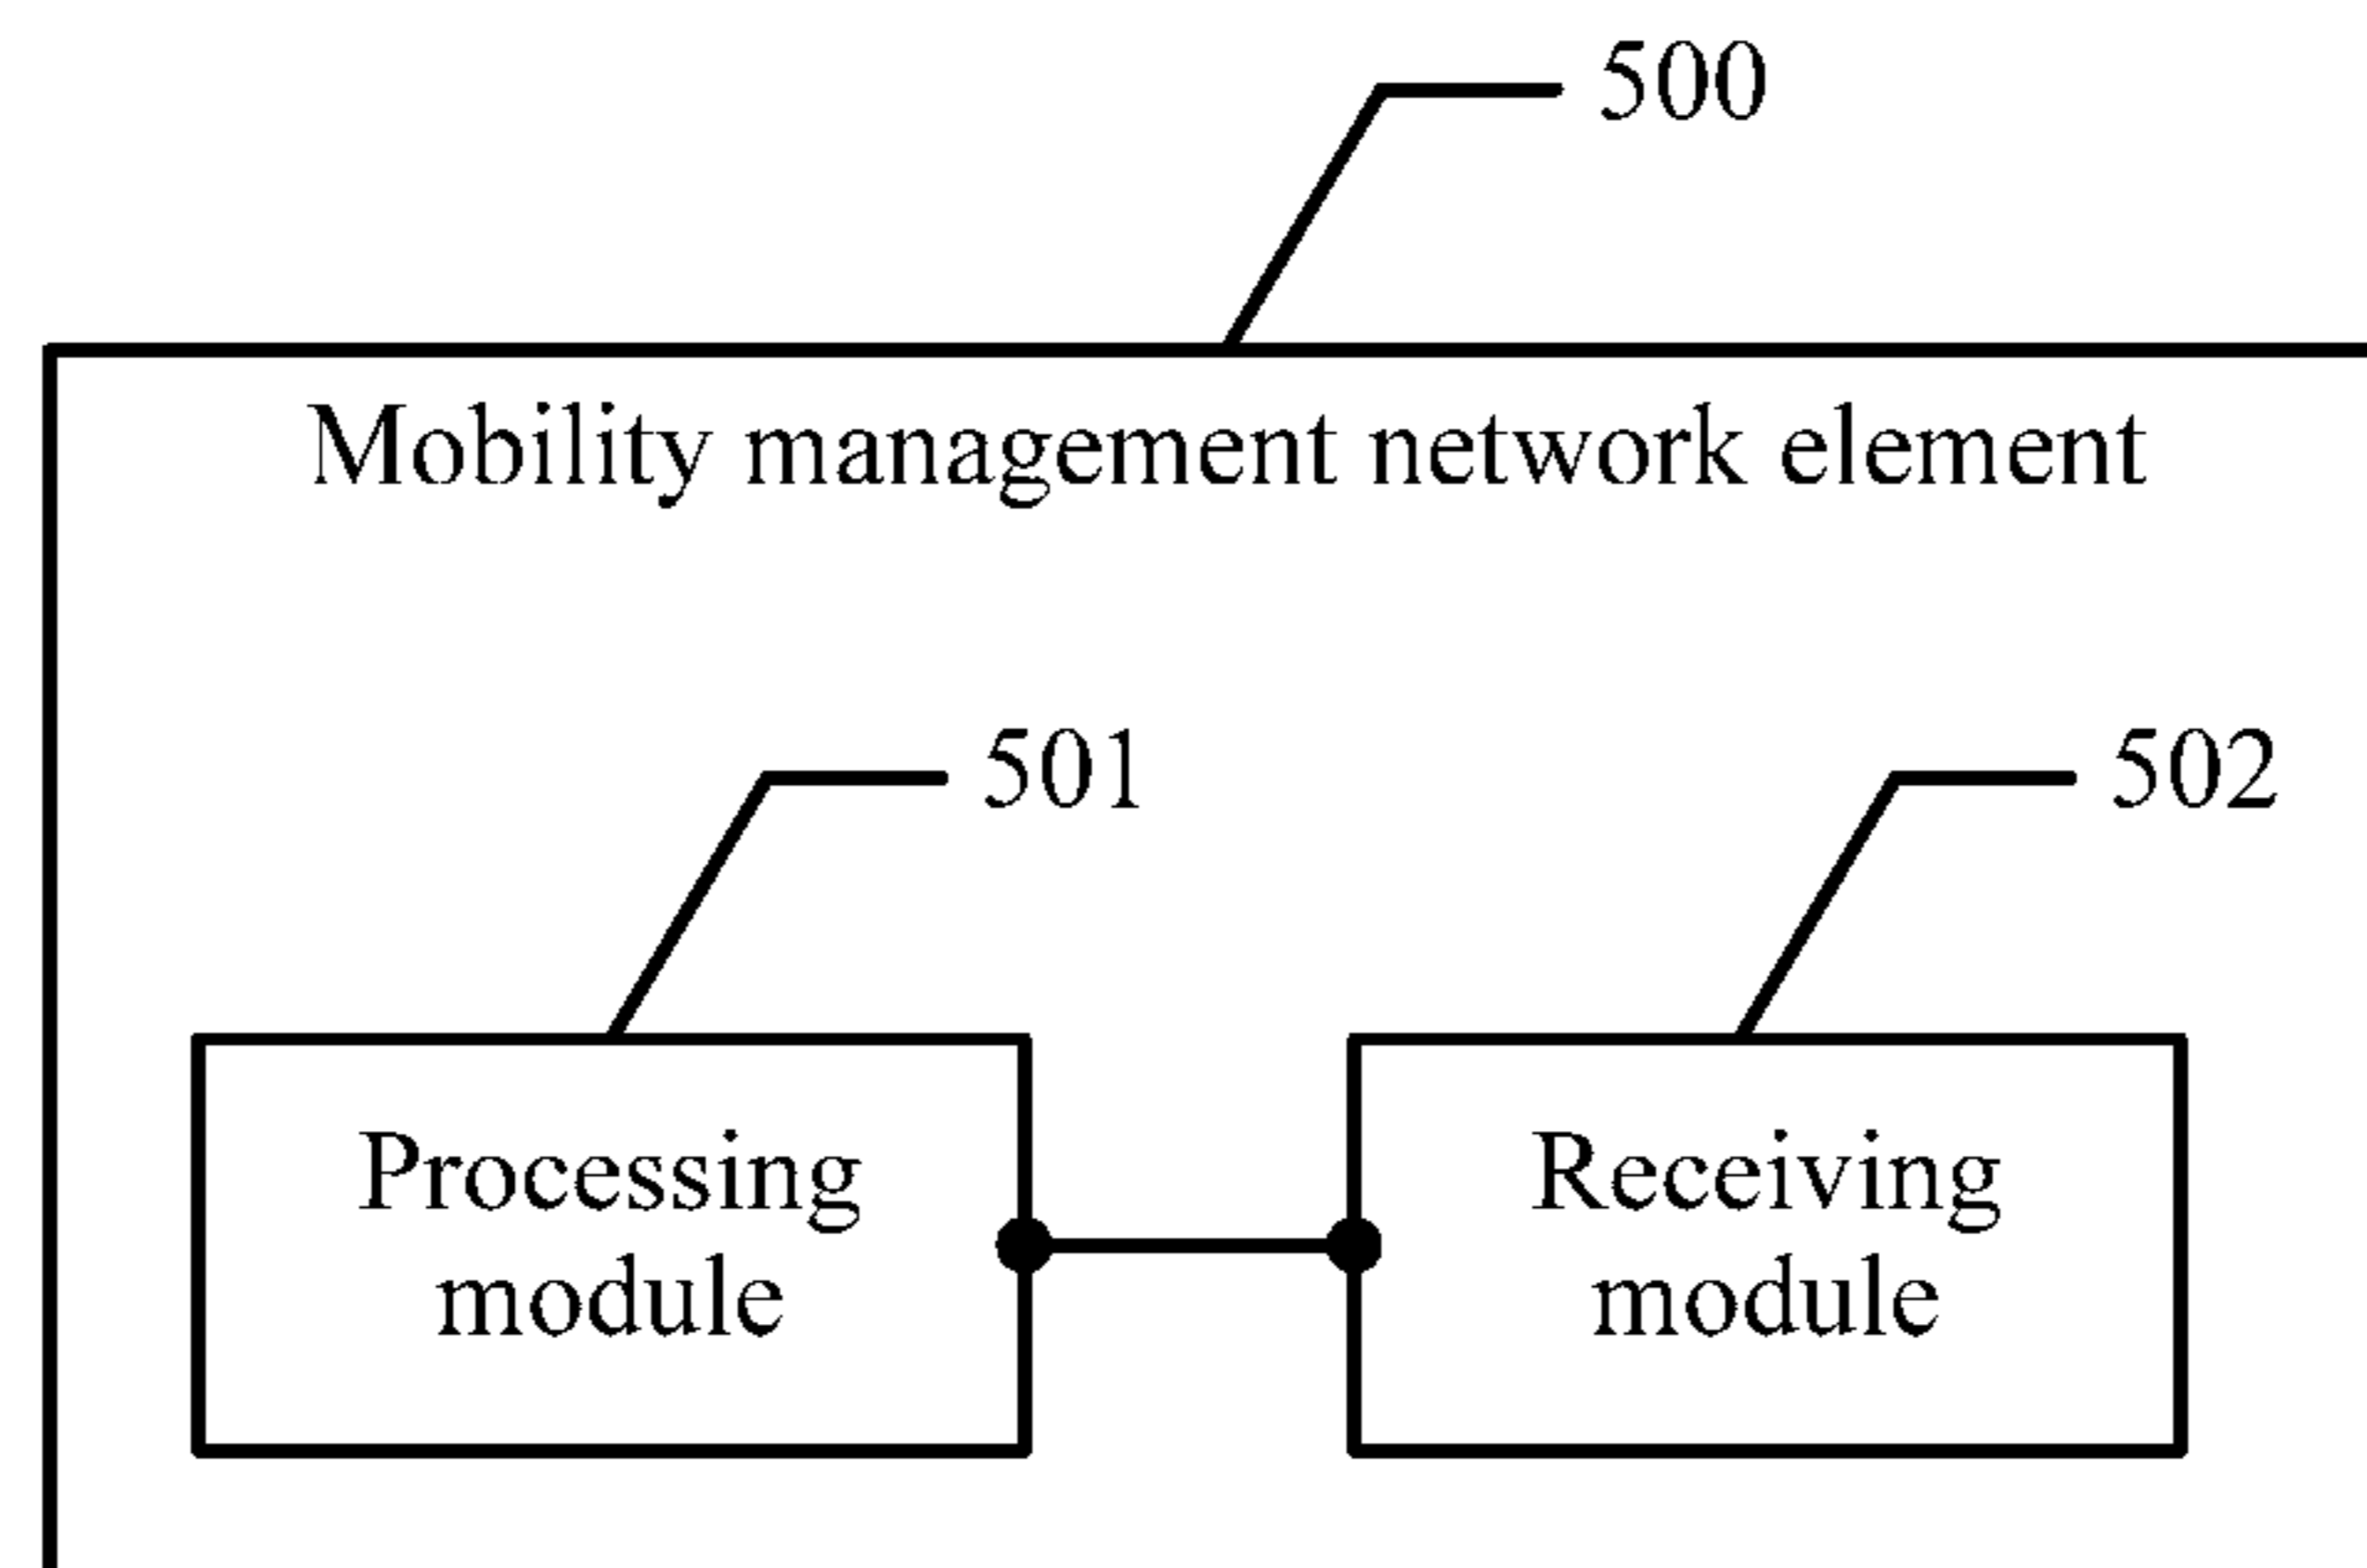 500
Mobility management network element
501
502
Processing
module
Receiving
module